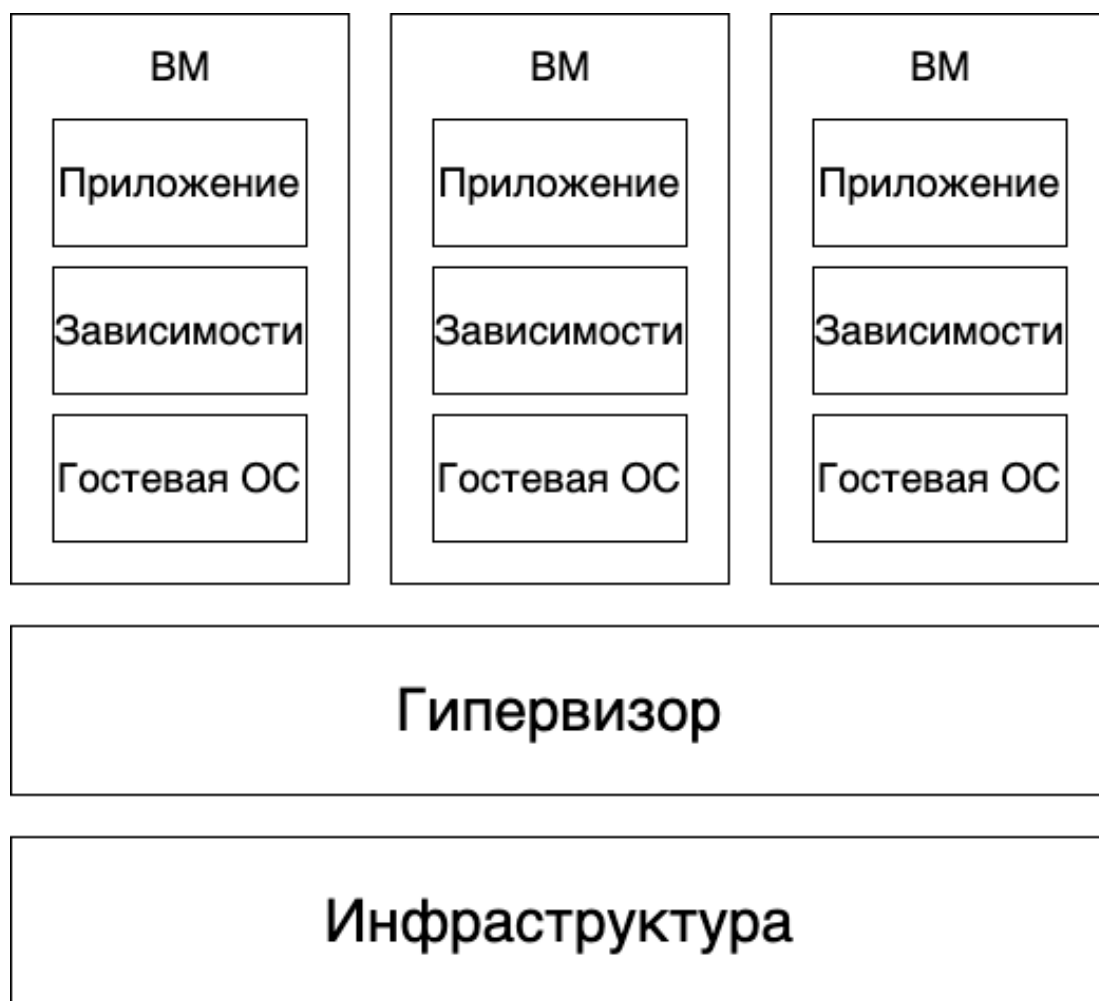 ВМ
ВМ
ВМ
Приложение
Приложение
Приложение
Зависимости
Зависимости
Зависимости
Гостевая ОС
Гостевая ОС
Гостевая ОС
Гипервизор
Инфраструктура